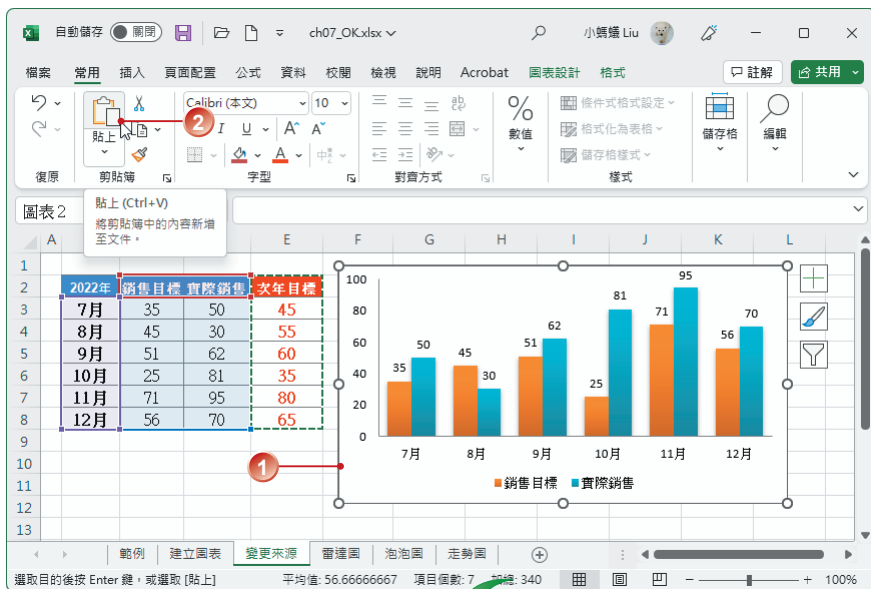 自動儲存 關閉 ch07_OK.xlsx 小螞蟻 Liu
檔案 常用 插入 頁面配置 公式 資料 校閱 檢視 說明 Acrobat 圖表設計 格式 註解 共用
Calibri (本文) 10
貼上 2 I U A A 數值 條件式格式設定 格式化為表格 儲存格樣式 儲存格 編輯
復原 剪貼簿 字型 對齊方式 樣式
圖表 2
貼上 (Ctrl+V)
將剪貼簿中的內容新增
至文件。
A E F G H I J K L
1
2 2022年 銷售目標 實際銷售 次年目標
3 7月 35 50 45
4 8月 45 30 55
5 9月 51 62 60
6 10月 25 81 35
7 11月 71 95 80
8 12月 56 70 65
9
10
11
12
13
100
80
60
40
20
0
35 50 45 30 51 62 25 81 71 95 56 70
7月 8月 9月 10月 11月 12月
銷售目標 實際銷售
1
範例 建立圖表 變更來源 雷達圖 泡泡圖 走勢圖
選取目的後按 Enter 鍵，或選取 [貼上] 平均值: 56.66666667 項目個數: 7 加總: 340 100%